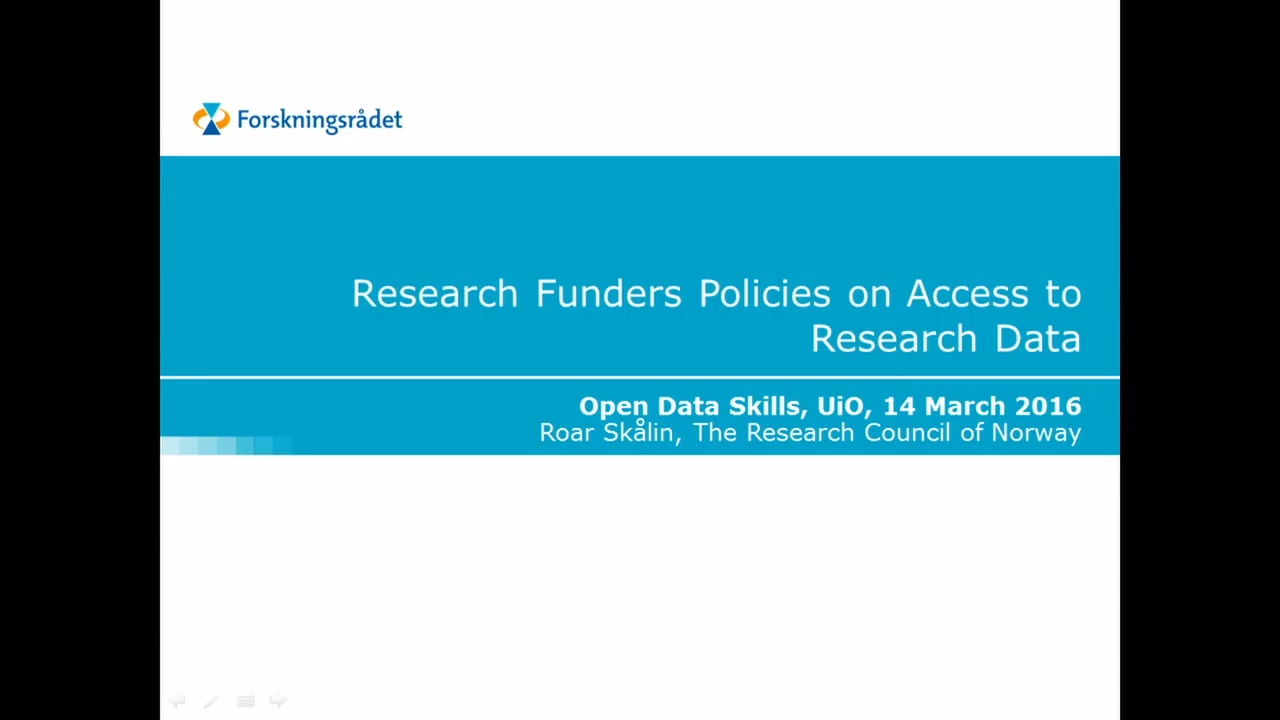 Forskningsrådet
Research Funders Policies on Access to
Research Data
Open Data Skills, UiO, 14 March 2016
Roar Skålin, The Research Council of Norway